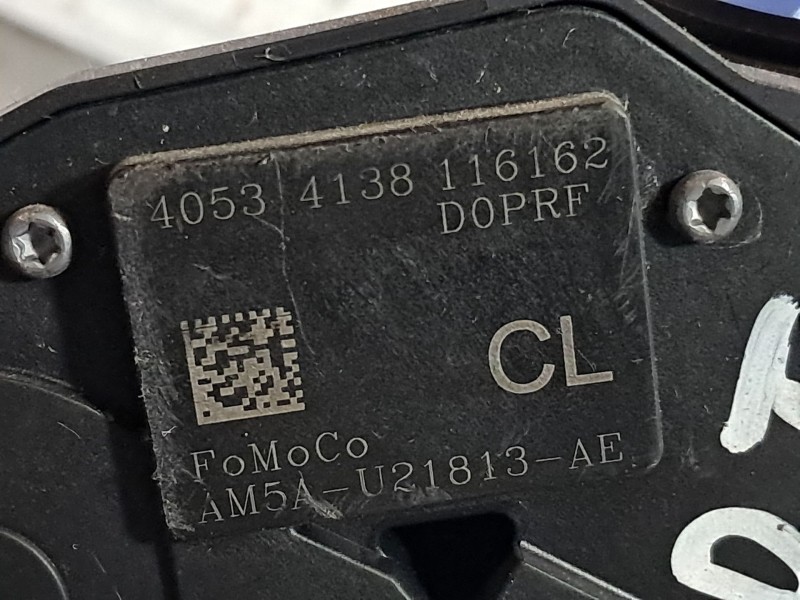 4053 4138 116162
D0PRF
CL
FoMoCo
AM5A-U21813-AE